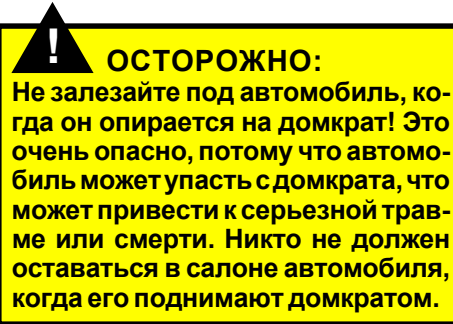 ! ОСТОРОЖНО:
Не залезайте под автомобиль, ко-
гда он опирается на домкрат! Это
очень опасно, потому что автомо-
биль может упасть с домкрата, что
может привести к серьезной трав-
ме или смерти. Никто не должен
оставаться в салоне автомобиля,
когда его поднимают домкратом.